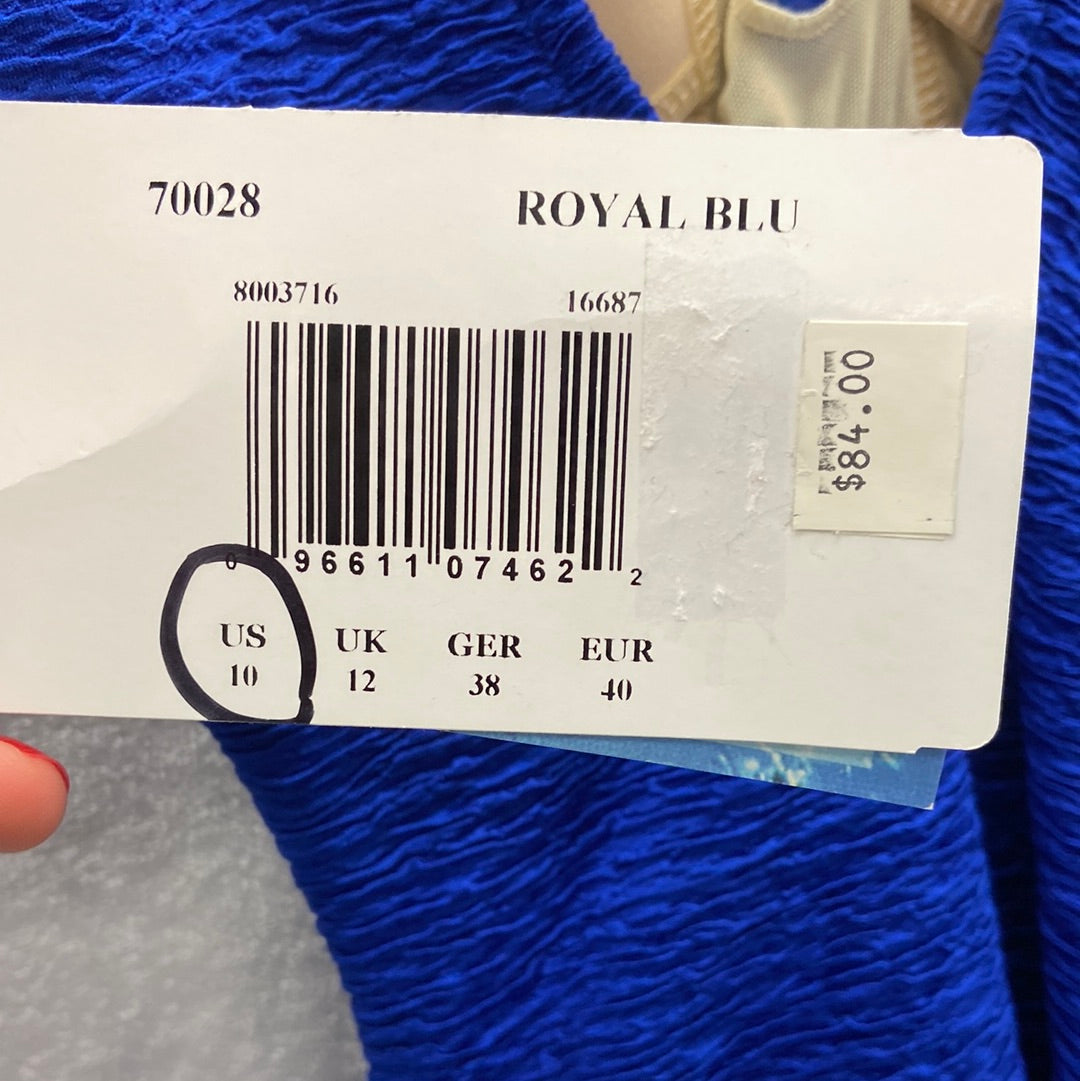 70028 ROYAL BLU
8003716 16687
0 96611 07462 2
US UK GER EUR
10 12 38 40
$84.00